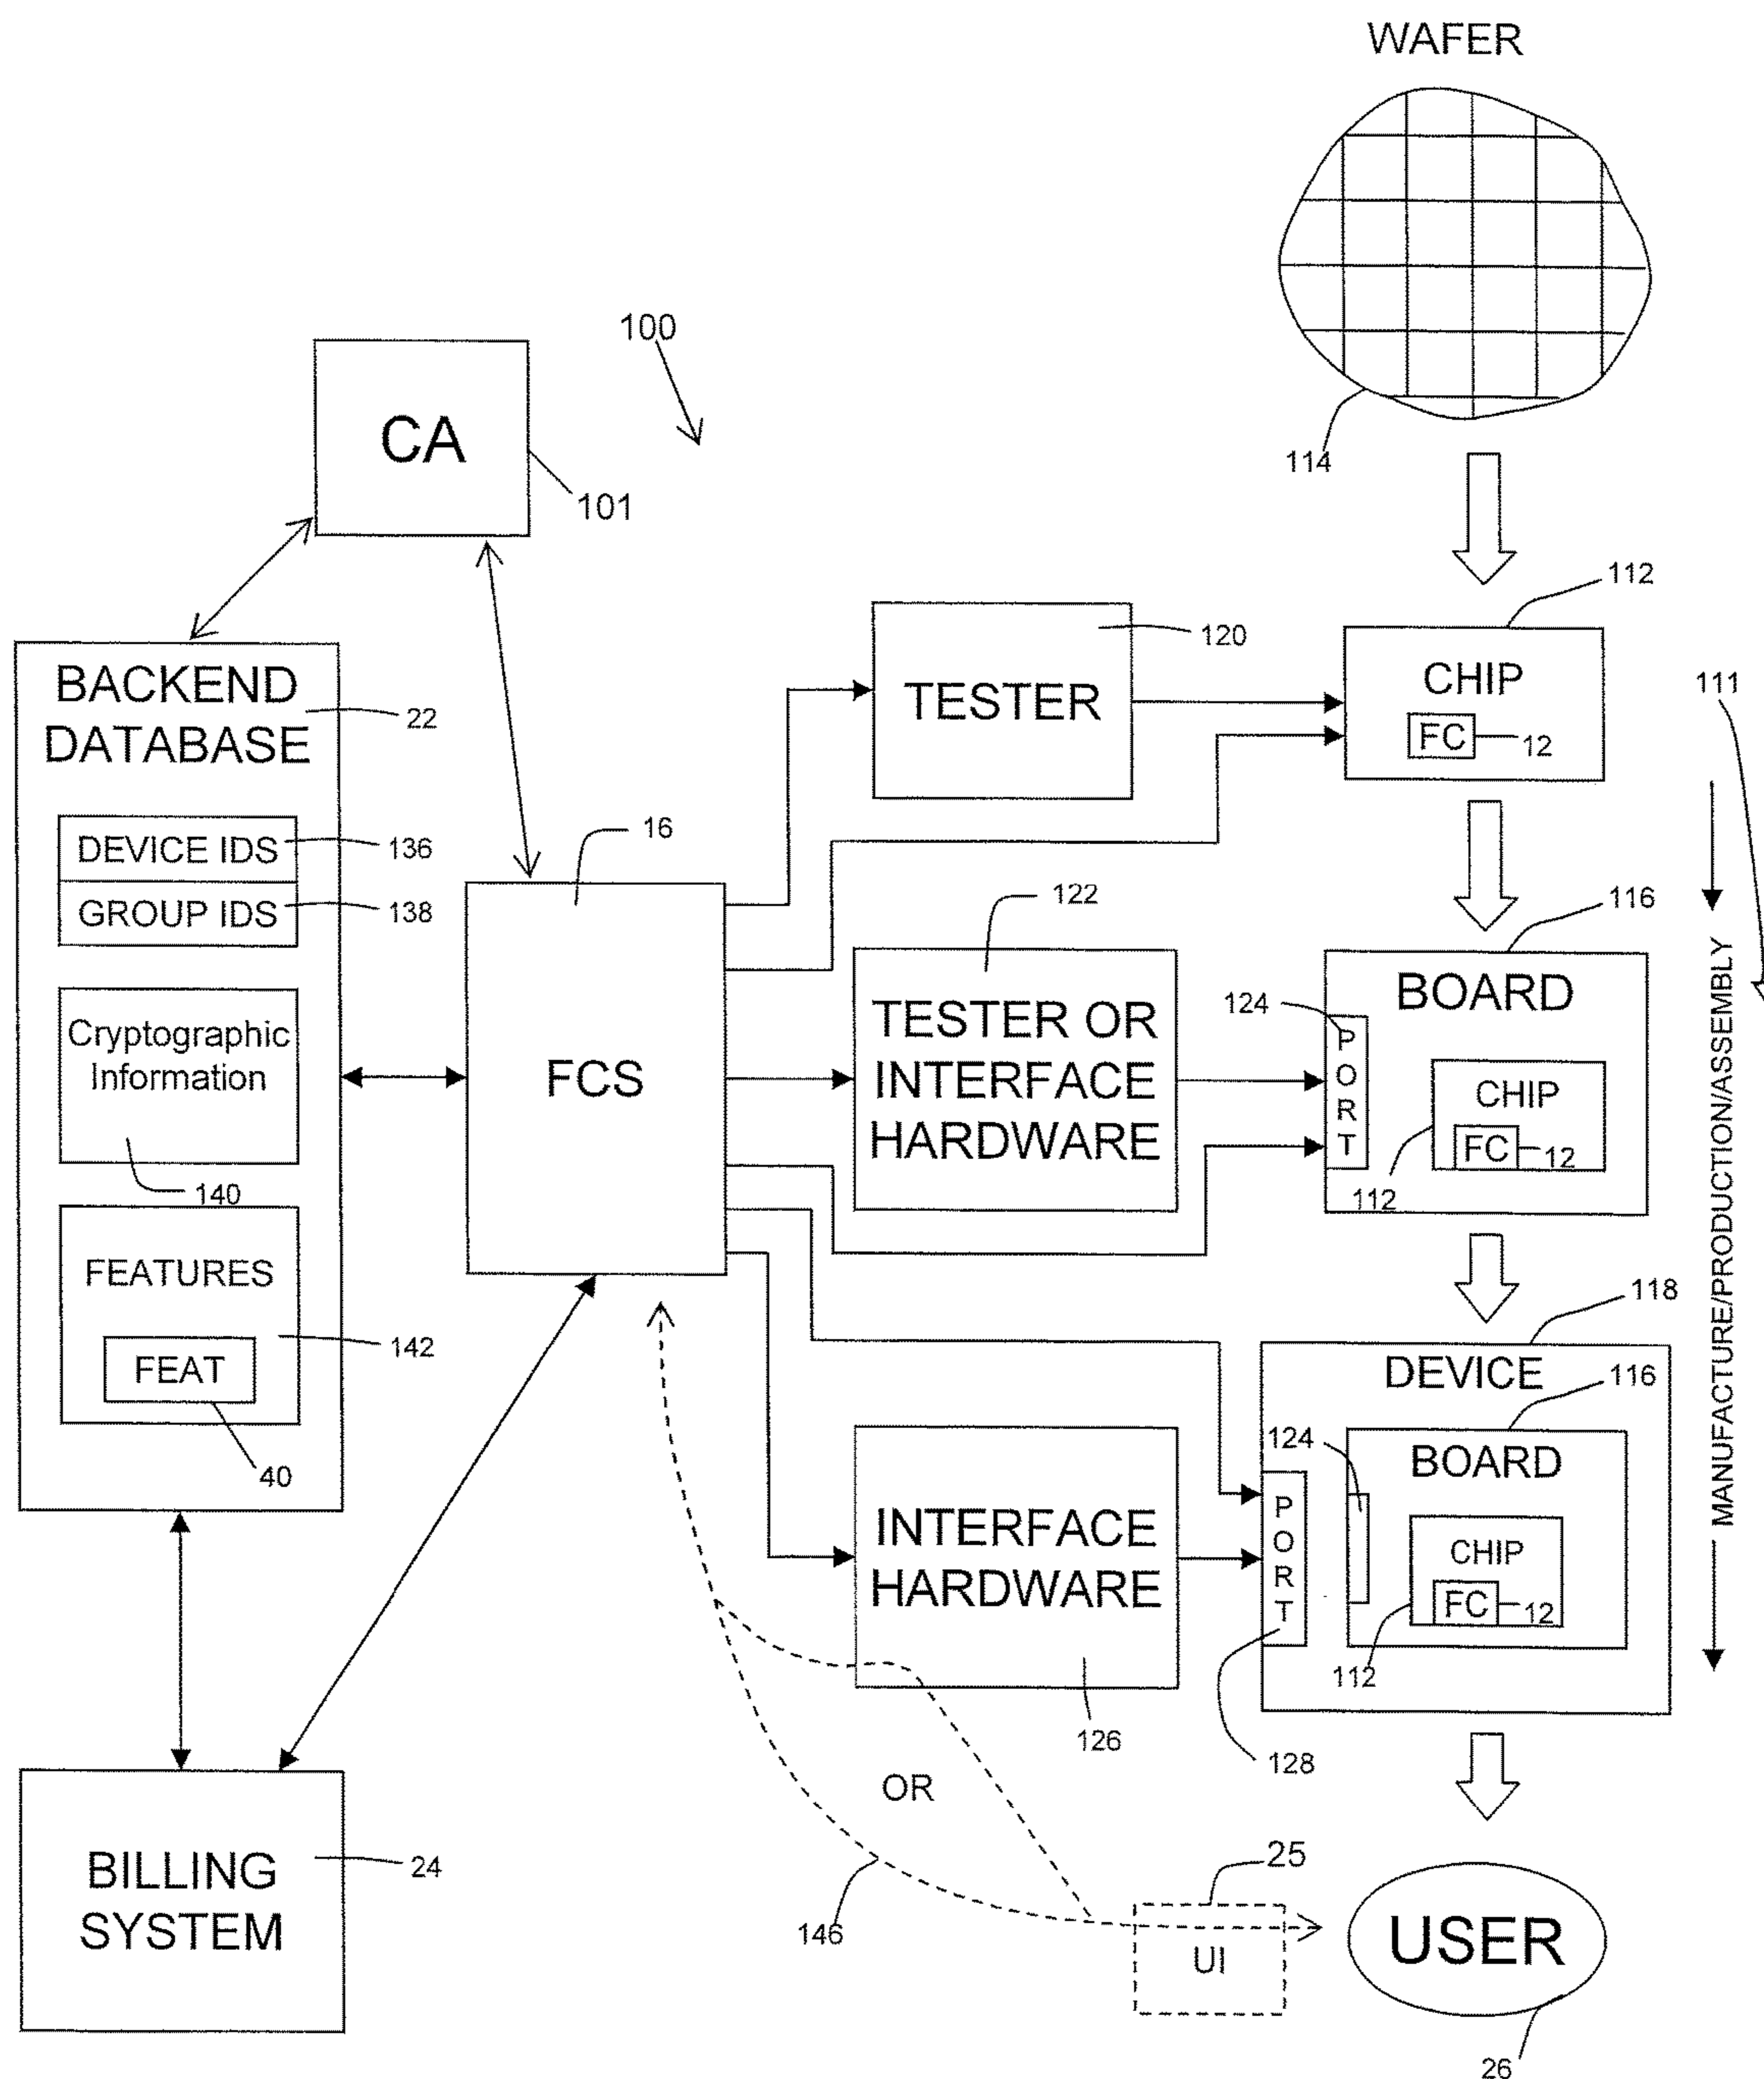 WAFER
114
100
CA
101
112
120
TESTER
CHIP
FC
12
111
BACKEND
DATABASE
22
DEVICE IDS
136
GROUP IDS
138
Cryptographic
Information
140
FEATURES
142
FEAT
40
16
FCS
122
TESTER OR
INTERFACE
HARDWARE
116
BOARD
124
PORT
CHIP
FC
12
112
MANUFACTURE/PRODUCTION/ASSEMBLY
118
DEVICE
116
124
BOARD
PORT
CHIP
FC
12
112
128
INTERFACE
HARDWARE
126
OR
146
25
UI
BILLING
SYSTEM
24
USER
26